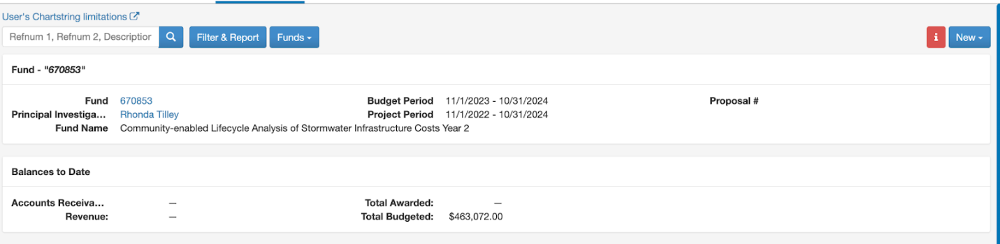 User's Chartstring limitations
Refnum 1, Refnum 2, Description
Filter & Report
Funds
i
New
Fund - "670853"
Fund 670853 Budget Period 11/1/2023 - 10/31/2024 Proposal #
Principal Investiga... Rhonda Tilley Project Period 11/1/2022 - 10/31/2024
Fund Name Community-enabled Lifecycle Analysis of Stormwater Infrastructure Costs Year 2
Balances to Date
Accounts Receiva... — Total Awarded: —
Revenue: — Total Budgeted: $463,072.00